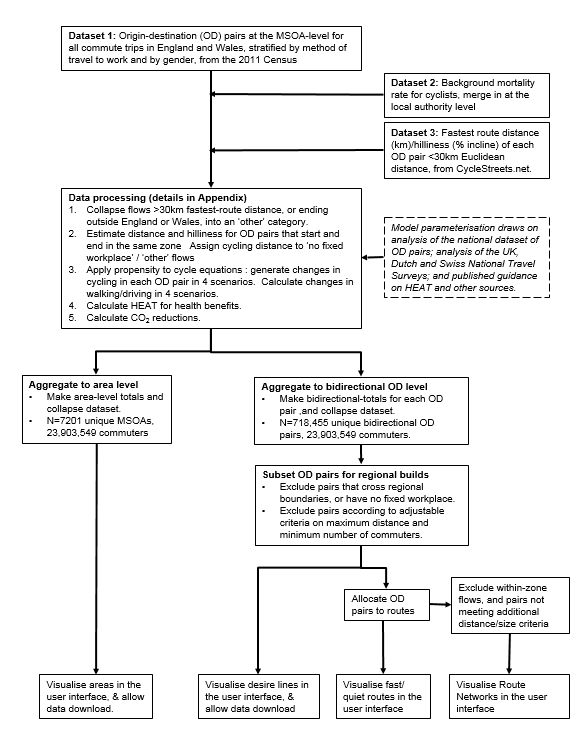 Dataset 1: Origin-destination (OD) pairs at the MSOA-level for
all commute trips in England and Wales, stratified by method of
travel to work and by gender, from the 2011 Census
Dataset 2: Background mortality
rate for cyclists, merge in at the
local authority level
Dataset 3: Fastest route distance
(km)/hilliness (% incline) of each
OD pair <30km Euclidean
distance, from CycleStreets.net.
Data processing (details in Appendix)
1. Collapse flows >30km fastest-route distance, or ending
outside England or Wales, into an 'other' category.
2. Estimate distance and hilliness for OD pairs that start and
end in the same zone Assign cycling distance to 'no fixed
workplace' / 'other' flows
3. Apply propensity to cycle equations : generate changes in
cycling in each OD pair in 4 scenarios. Calculate changes in
walking/driving in 4 scenarios.
4. Calculate HEAT for health benefits.
5. Calculate CO2 reductions.
Model parameterisation draws on
analysis of the national dataset of
OD pairs; analysis of the UK,
Dutch and Swiss National Travel
Surveys; and published guidance
on HEAT and other sources.
Aggregate to area level
• Make area-level totals and
collapse dataset.
• N=7201 unique MSOAs,
23,903,549 commuters
Aggregate to bidirectional OD level
• Make bidirectional-totals for each OD
pair ,and collapse dataset.
• N=718,455 unique bidirectional OD
pairs, 23,903,549 commuters.
Subset OD pairs for regional builds
• Exclude pairs that cross regional
boundaries, or have no fixed workplace.
• Exclude pairs according to adjustable
criteria on maximum distance and
minimum number of commuters.
Allocate OD
pairs to routes
Exclude within-zone
flows, and pairs not
meeting additional
distance/size criteria
Visualise areas in the
user interface, & allow
data download.
Visualise desire lines in
the user interface, &
allow data download
Visualise fast/
quiet routes in the
user interface
Visualise Route
Networks in the user
interface